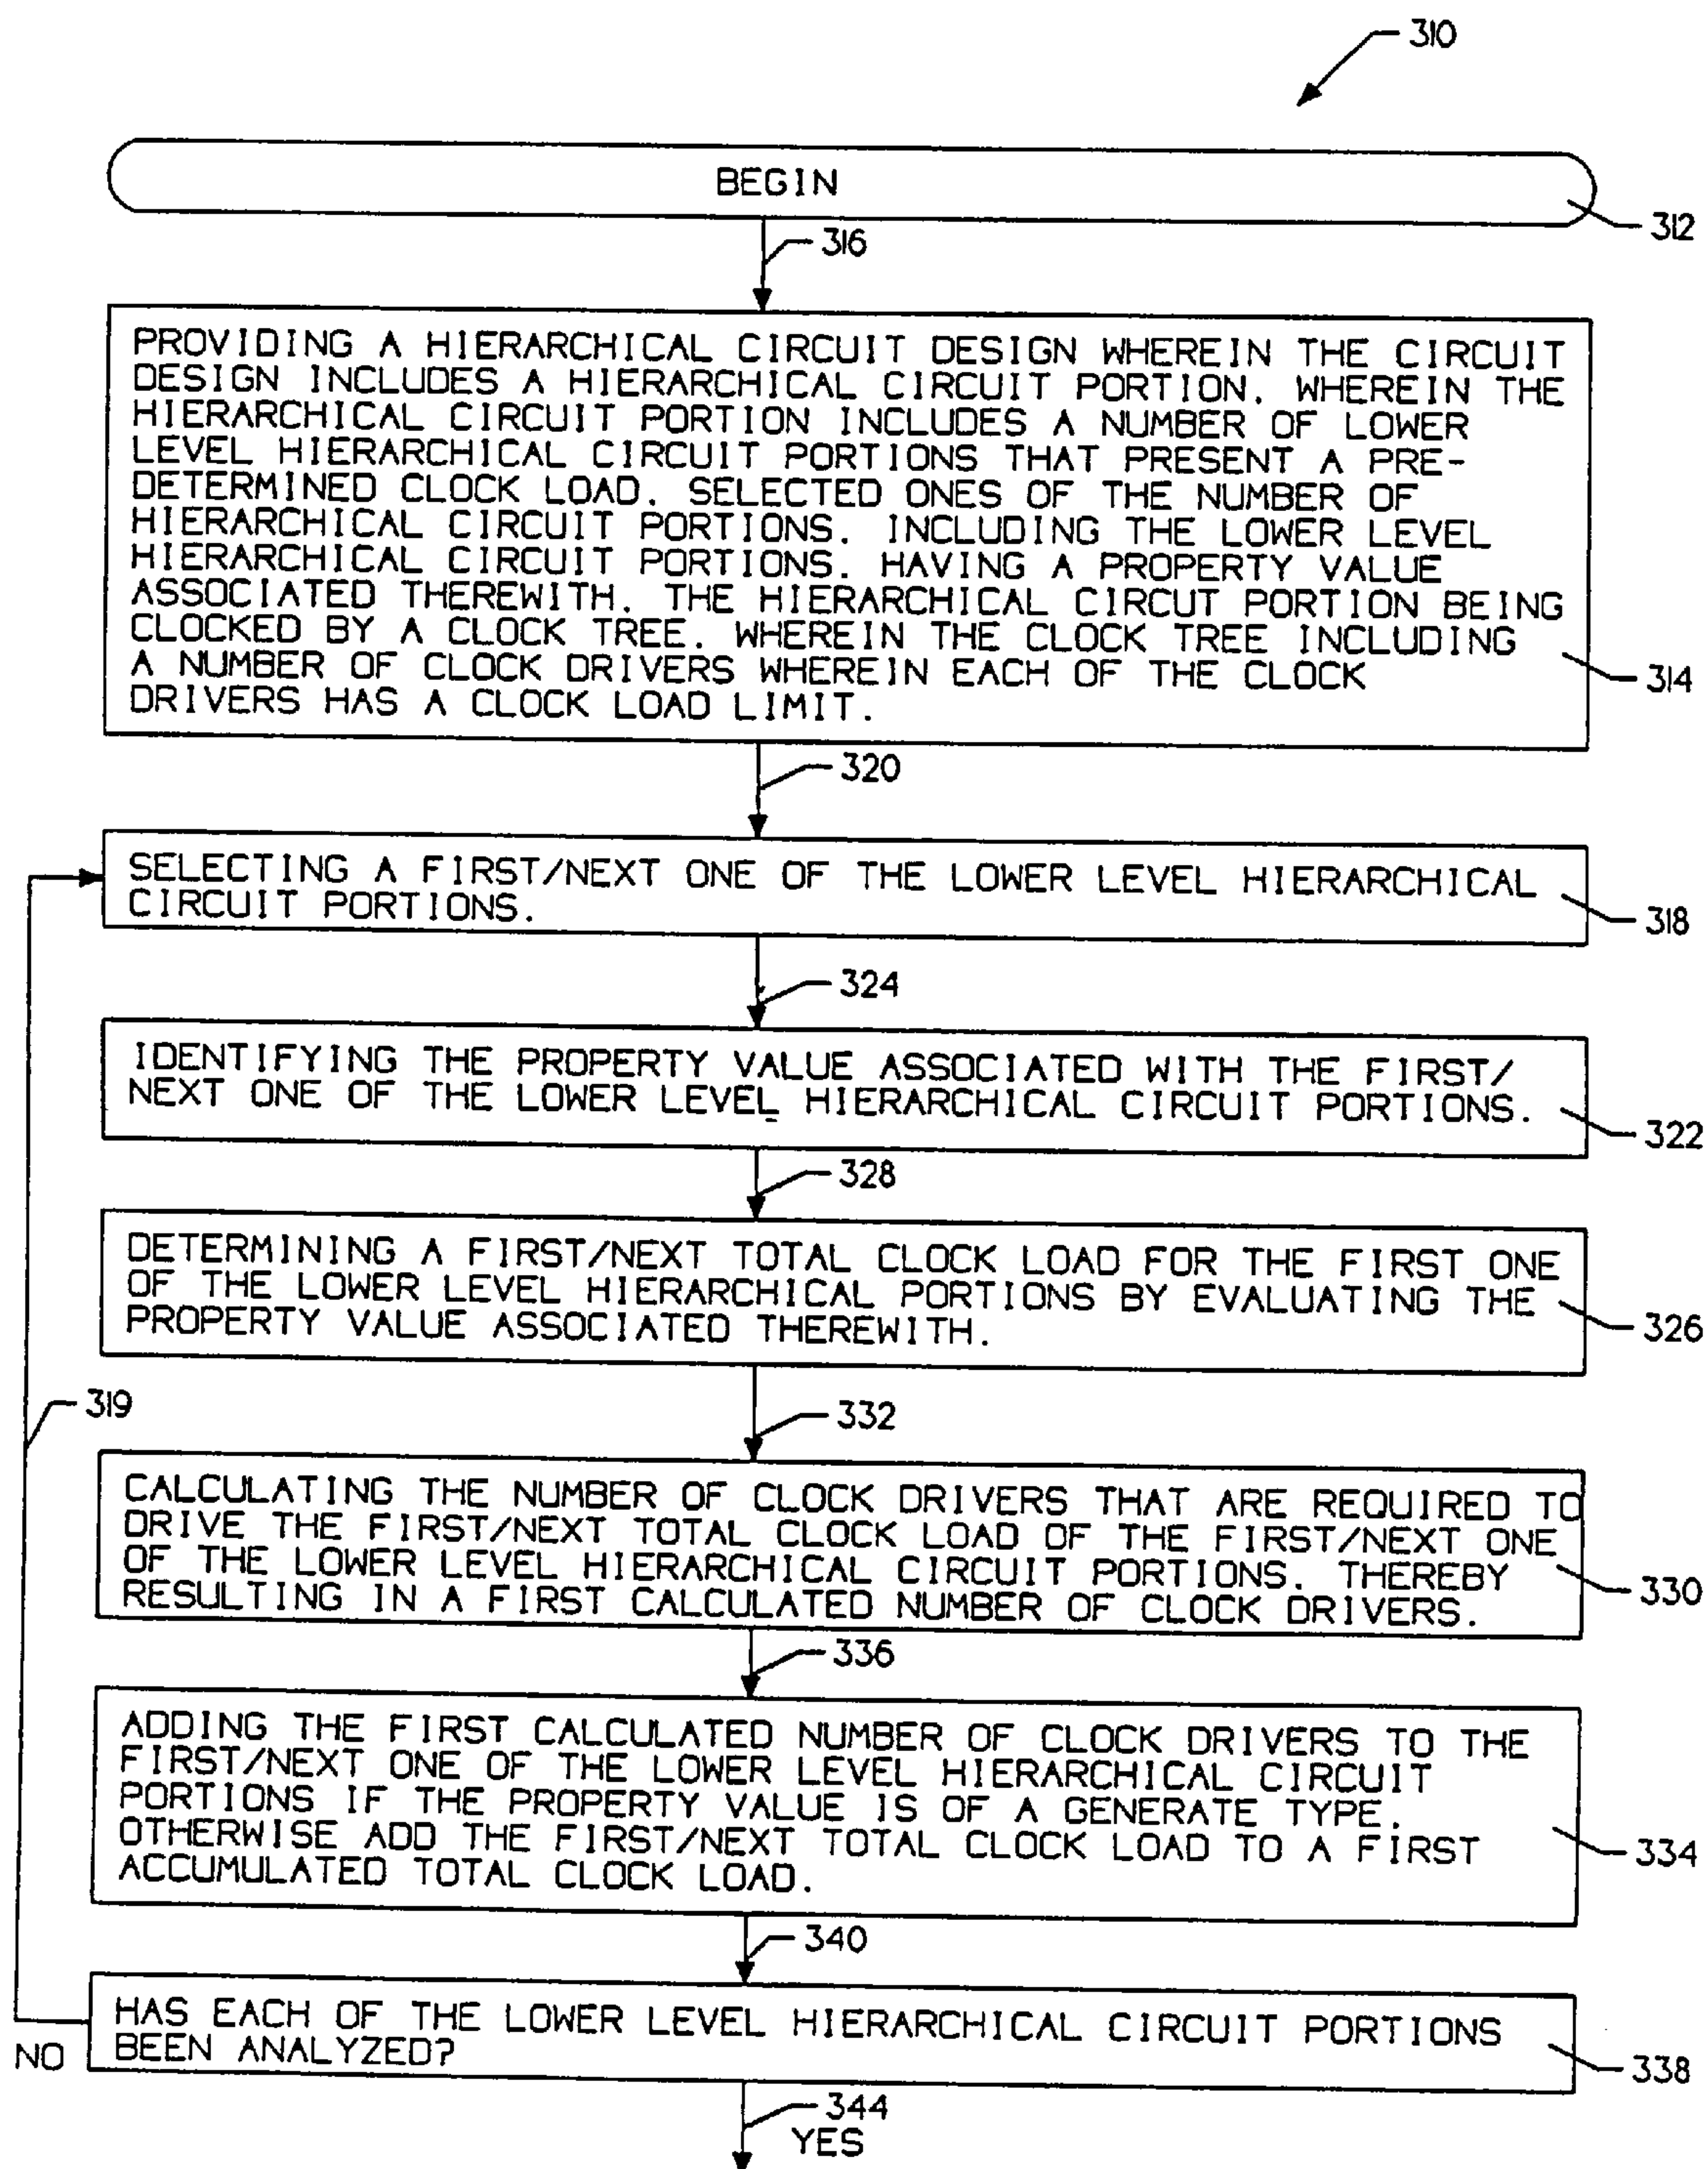 310
BEGIN
312
316
PROVIDING A HIERARCHICAL CIRCUIT DESIGN WHEREIN THE CIRCUIT
DESIGN INCLUDES A HIERARCHICAL CIRCUIT PORTION. WHEREIN THE
HIERARCHICAL CIRCUIT PORTION INCLUDES A NUMBER OF LOWER
LEVEL HIERARCHICAL CIRCUIT PORTIONS THAT PRESENT A PRE-
DETERMINED CLOCK LOAD. SELECTED ONES OF THE NUMBER OF
HIERARCHICAL CIRCUIT PORTIONS. INCLUDING THE LOWER LEVEL
HIERARCHICAL CIRCUIT PORTIONS. HAVING A PROPERTY VALUE
ASSOCIATED THEREWITH. THE HIERARCHICAL CIRCUT PORTION BEING
CLOCKED BY A CLOCK TREE. WHEREIN THE CLOCK TREE INCLUDING
A NUMBER OF CLOCK DRIVERS WHEREIN EACH OF THE CLOCK
DRIVERS HAS A CLOCK LOAD LIMIT.
314
320
SELECTING A FIRST/NEXT ONE OF THE LOWER LEVEL HIERARCHICAL
CIRCUIT PORTIONS.
318
324
IDENTIFYING THE PROPERTY VALUE ASSOCIATED WITH THE FIRST/
NEXT ONE OF THE LOWER LEVEL HIERARCHICAL CIRCUIT PORTIONS.
322
328
DETERMINING A FIRST/NEXT TOTAL CLOCK LOAD FOR THE FIRST ONE
OF THE LOWER LEVEL HIERARCHICAL PORTIONS BY EVALUATING THE
PROPERTY VALUE ASSOCIATED THEREWITH.
326
319
332
CALCULATING THE NUMBER OF CLOCK DRIVERS THAT ARE REQUIRED TO
DRIVE THE FIRST/NEXT TOTAL CLOCK LOAD OF THE FIRST/NEXT ONE
OF THE LOWER LEVEL HIERARCHICAL CIRCUIT PORTIONS. THEREBY
RESULTING IN A FIRST CALCULATED NUMBER OF CLOCK DRIVERS.
330
336
ADDING THE FIRST CALCULATED NUMBER OF CLOCK DRIVERS TO THE
FIRST/NEXT ONE OF THE LOWER LEVEL HIERARCHICAL CIRCUIT
PORTIONS IF THE PROPERTY VALUE IS OF A GENERATE TYPE.
OTHERWISE ADD THE FIRST/NEXT TOTAL CLOCK LOAD TO A FIRST
ACCUMULATED TOTAL CLOCK LOAD.
334
340
HAS EACH OF THE LOWER LEVEL HIERARCHICAL CIRCUIT PORTIONS
BEEN ANALYZED?
338
NO
344
YES